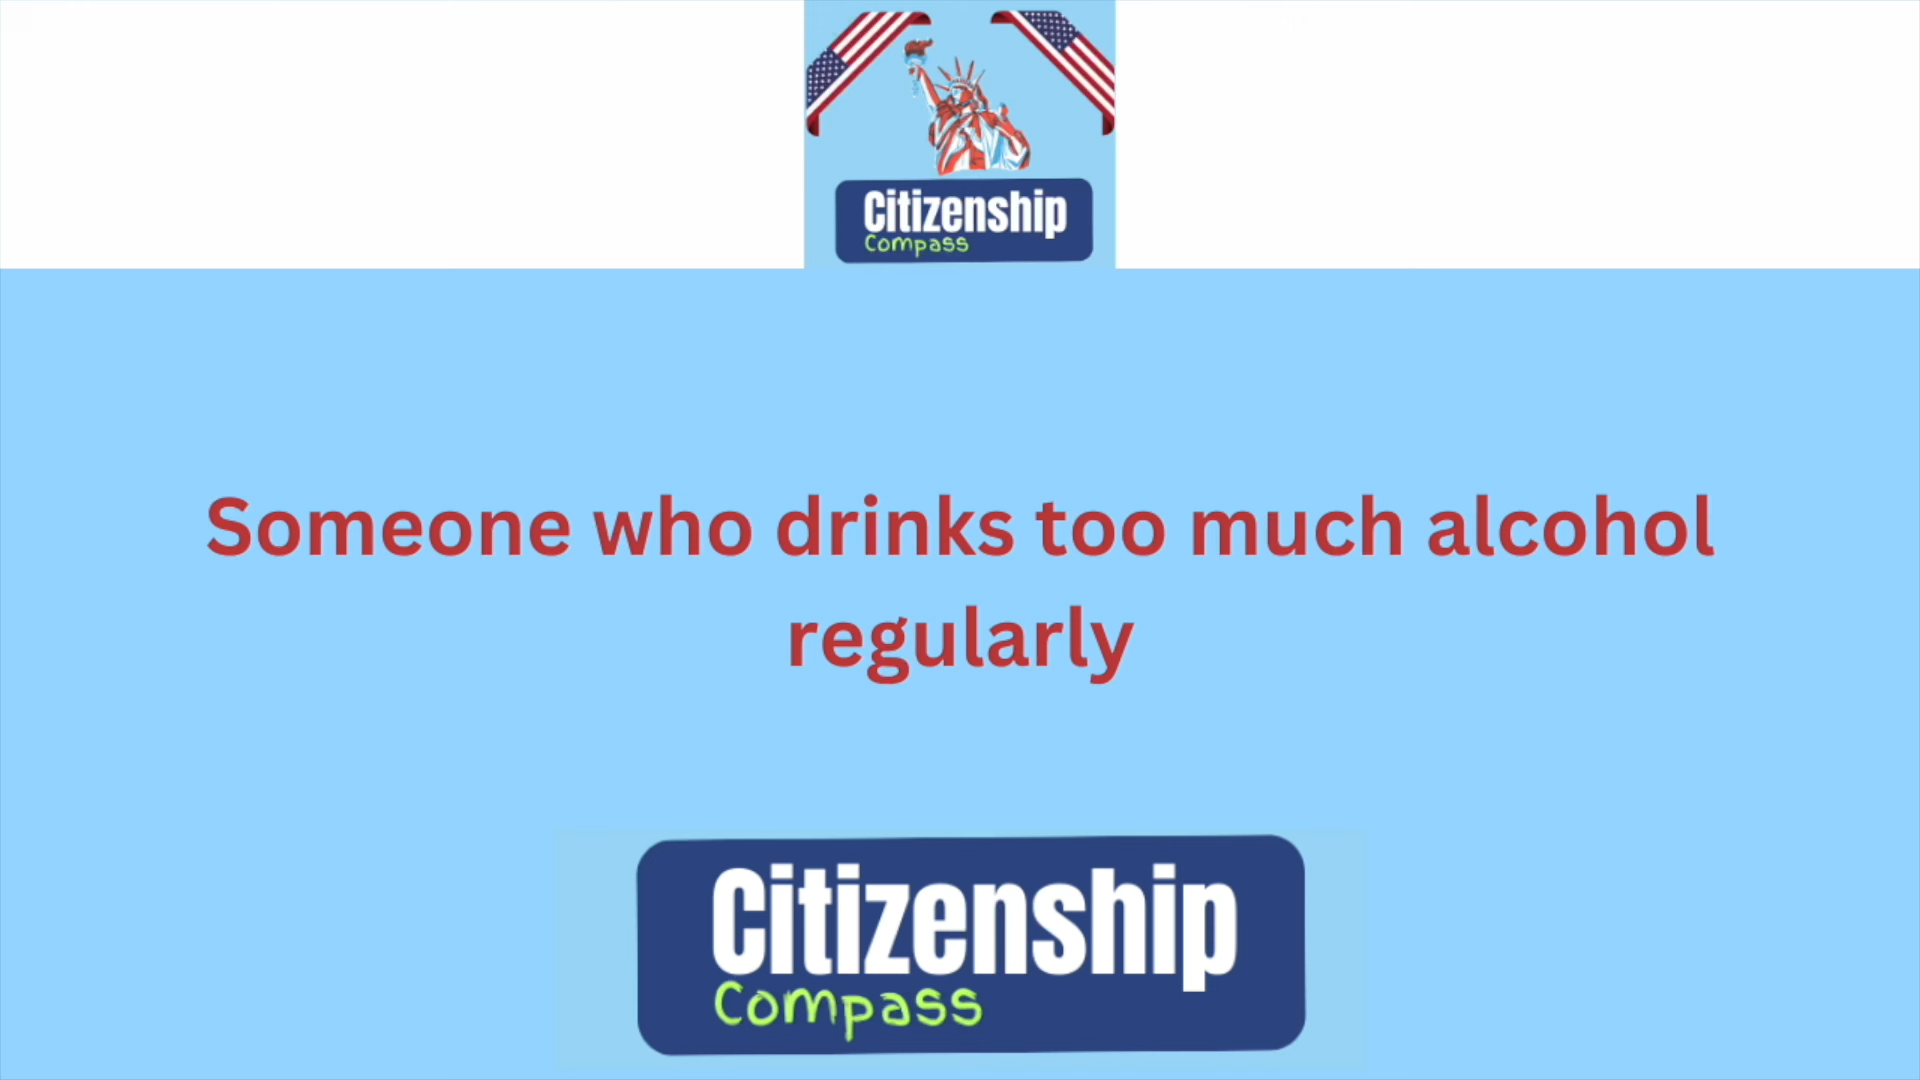 Citizenship
Compass
Someone who drinks too much alcohol
regularly
Citizenship
Compass